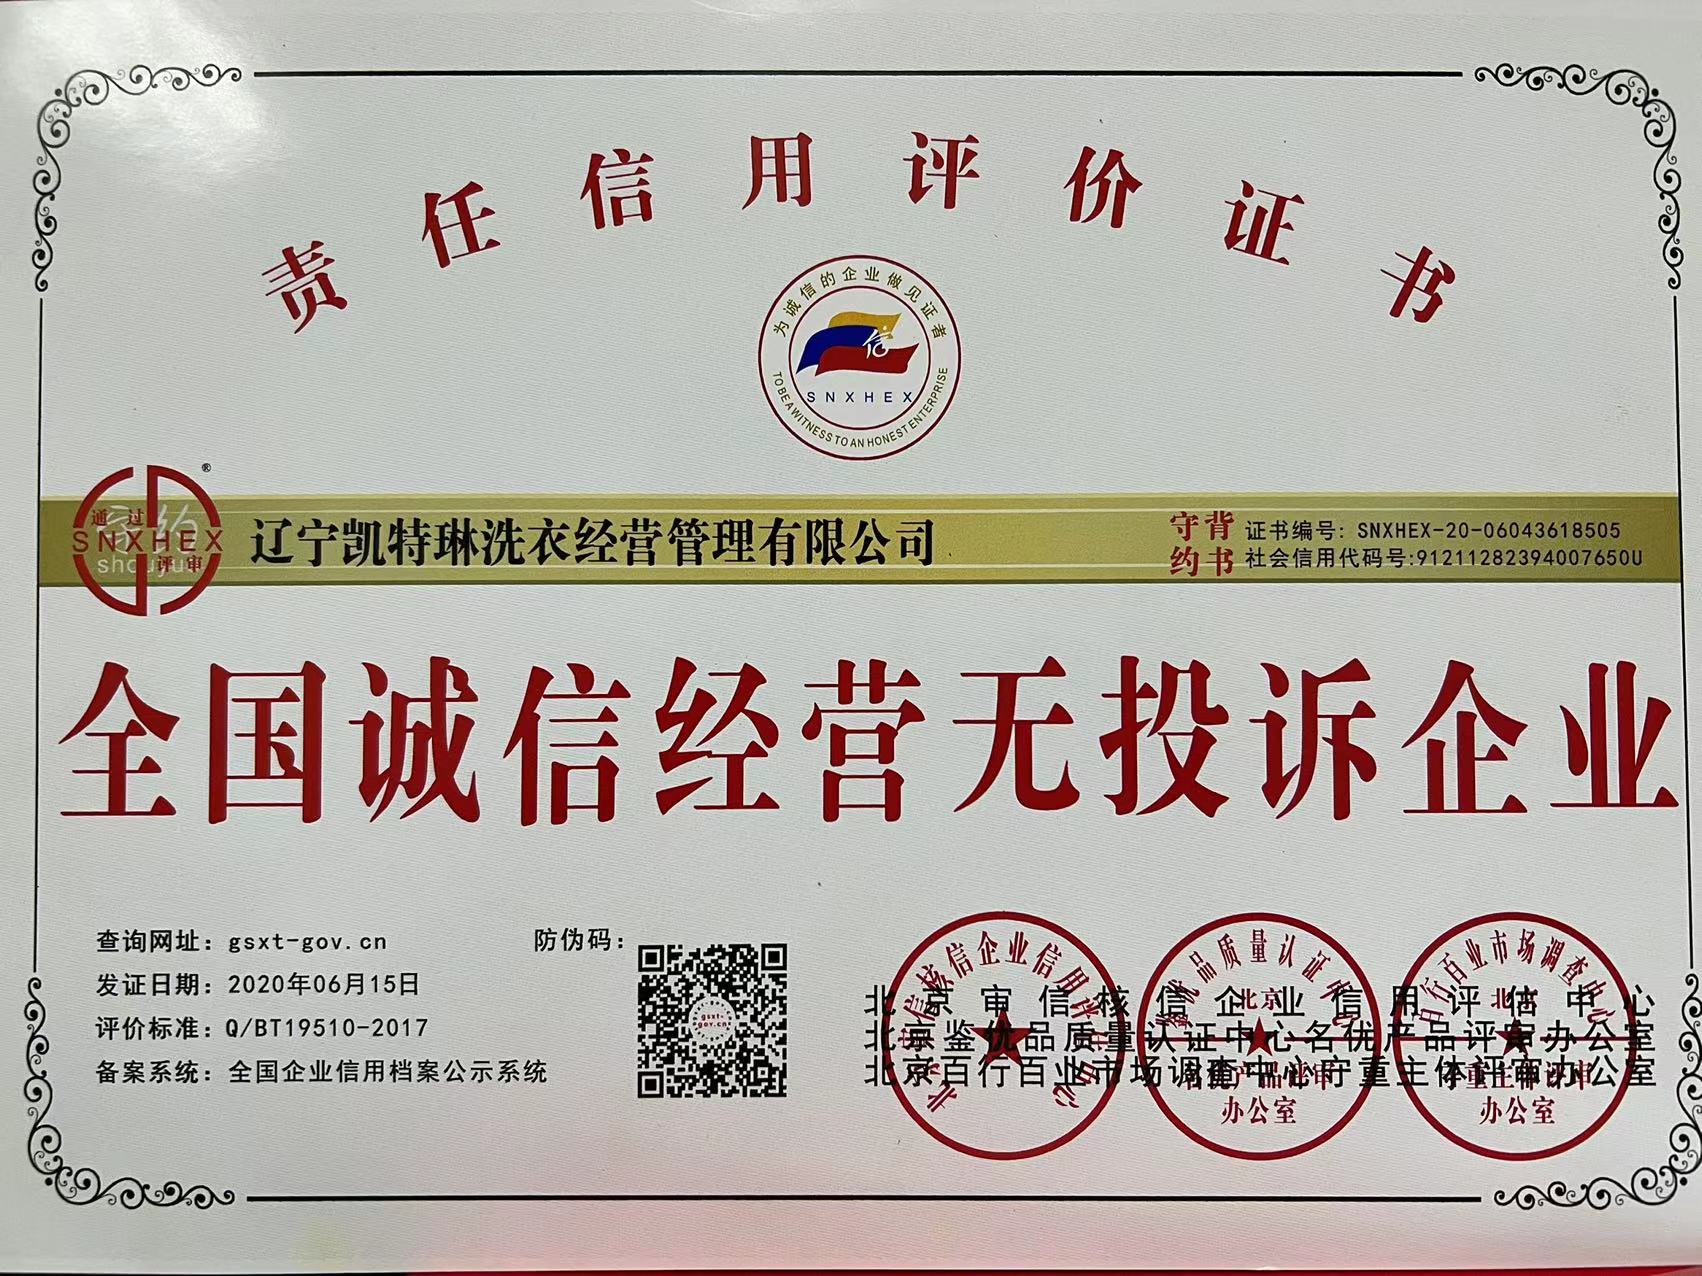 责任信用评价证书
为诚信的企业做见证者
SNXHEX
TO BE A WITNESS TO AN HONEST ENTERPRISE
通过
SNXHEX
评审
®
辽宁凯特琳洗衣经营管理有限公司
守背
约书
证书编号: SNXHEX-20-06043618505
社会信用代码号:91211282394007650U
全国诚信经营无投诉企业
查询网址: gsxt-gov.cn
发证日期: 2020年06月15日
评价标准: Q/BT19510-2017
备案系统: 全国企业信用档案公示系统
防伪码:
gsxt-
gov.cn
北京审信核信企业信用评估中心
北京鉴优品质量认证中心名优产品评审办公室
北京百行百业市场调查中心守重主体评审办公室
北京
办公室
北京
办公室